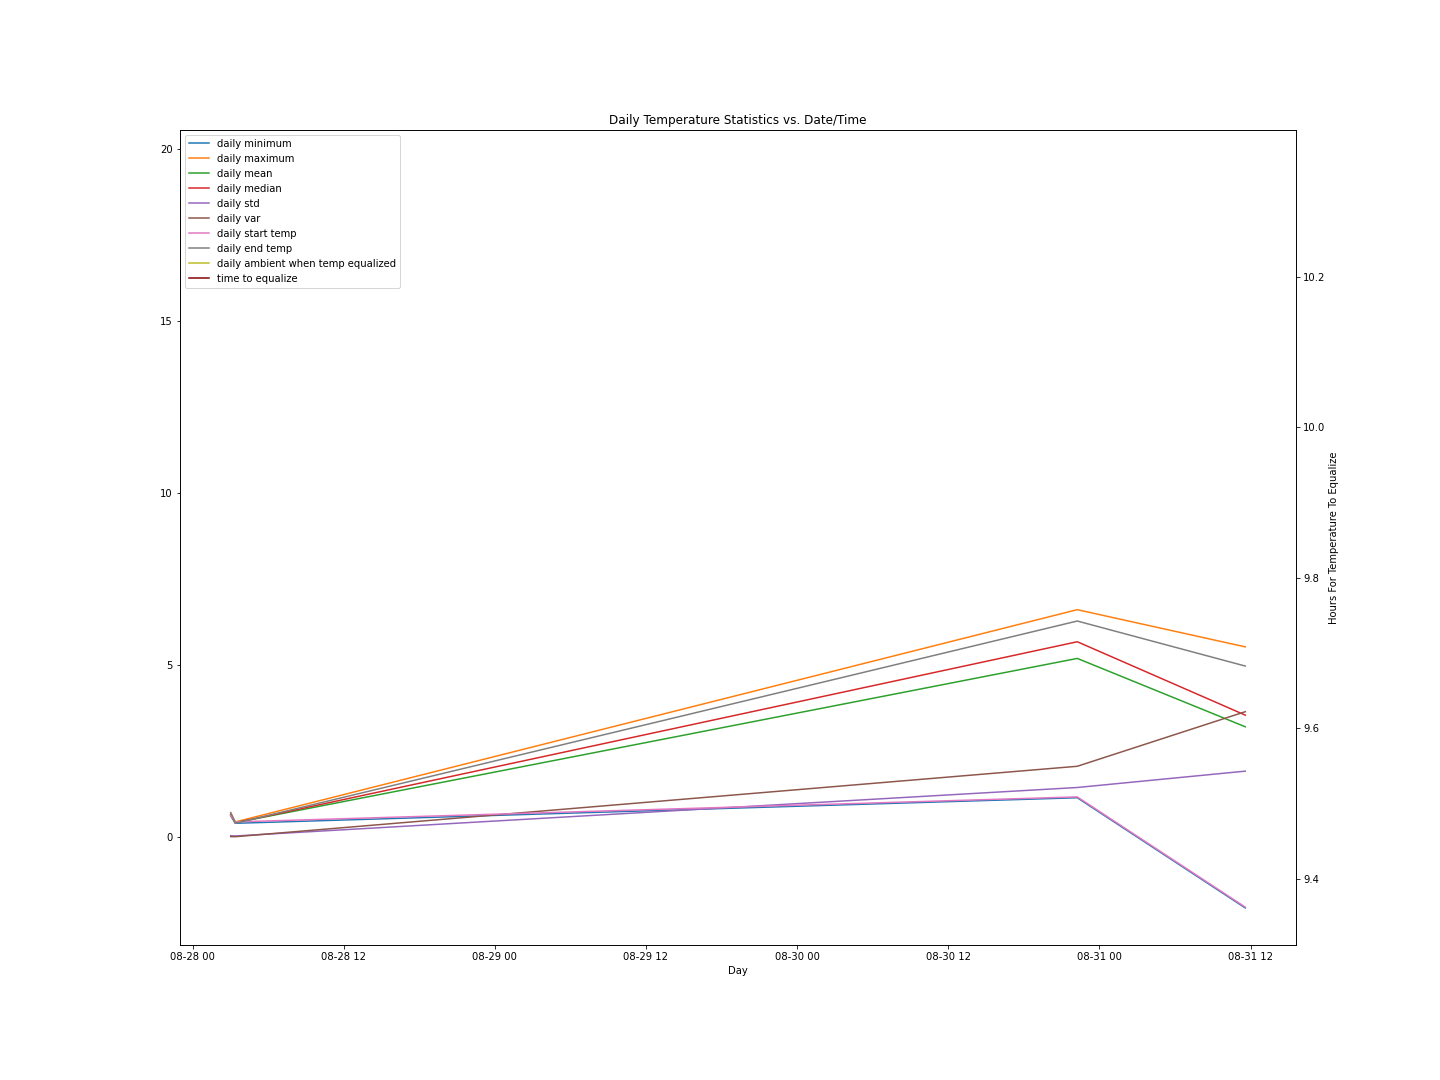 Daily Temperature Statistics vs. Date/Time
daily minimum
daily maximum
daily mean
daily median
daily std
daily var
daily start temp
daily end temp
daily ambient when temp equalized
time to equalize
20
15
10
5
0
10.2
10.0
9.8
9.6
9.4
Hours For Temperature To Equalize
08-28 00
08-28 12
08-29 00
08-29 12
08-30 00
08-30 12
08-31 00
08-31 12
Day